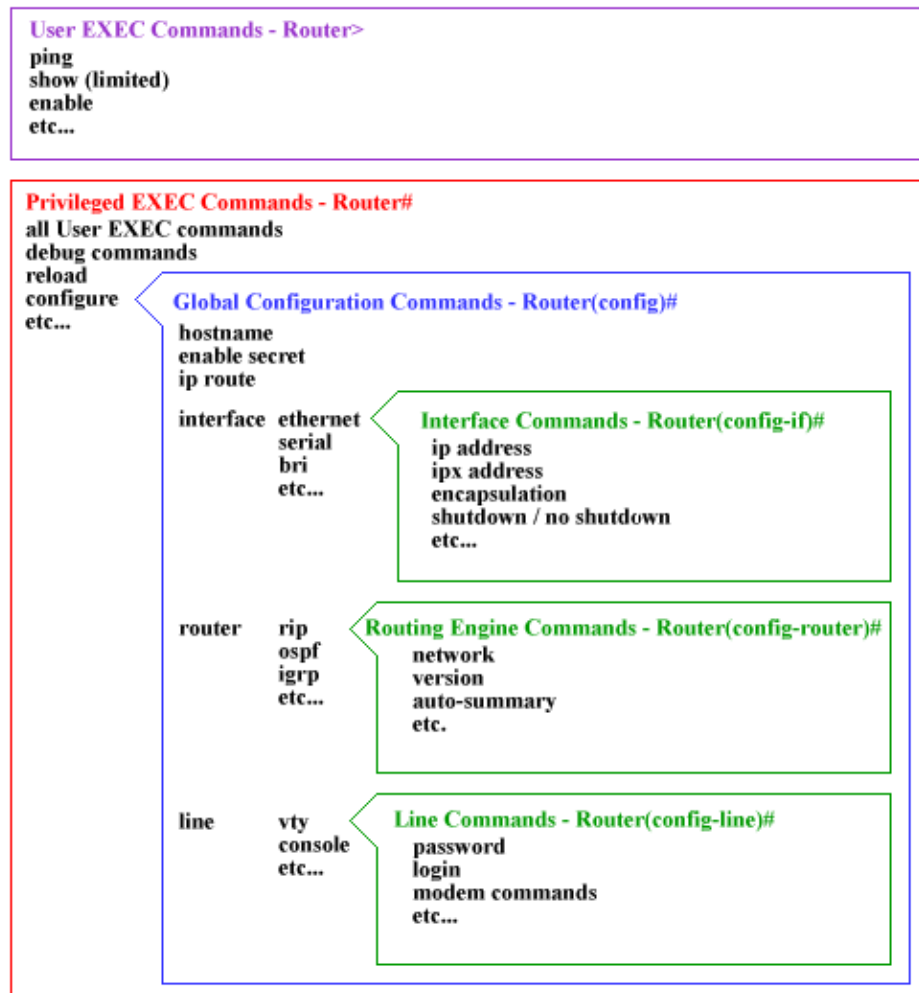 User EXEC Commands - Router>
ping
show (limited)
enable
etc...
Privileged EXEC Commands - Router#
all User EXEC commands
debug commands
reload
configure
etc...
Global Configuration Commands - Router(config)#
hostname
enable secret
ip route
interface ethernet
serial
bri
etc...
Interface Commands - Router(config-if)#
ip address
ipx address
encapsulation
shutdown / no shutdown
etc...
router rip
ospf
igrp
etc...
Routing Engine Commands - Router(config-router)#
network
version
auto-summary
etc.
line vty
console
etc...
Line Commands - Router(config-line)#
password
login
modem commands
etc...